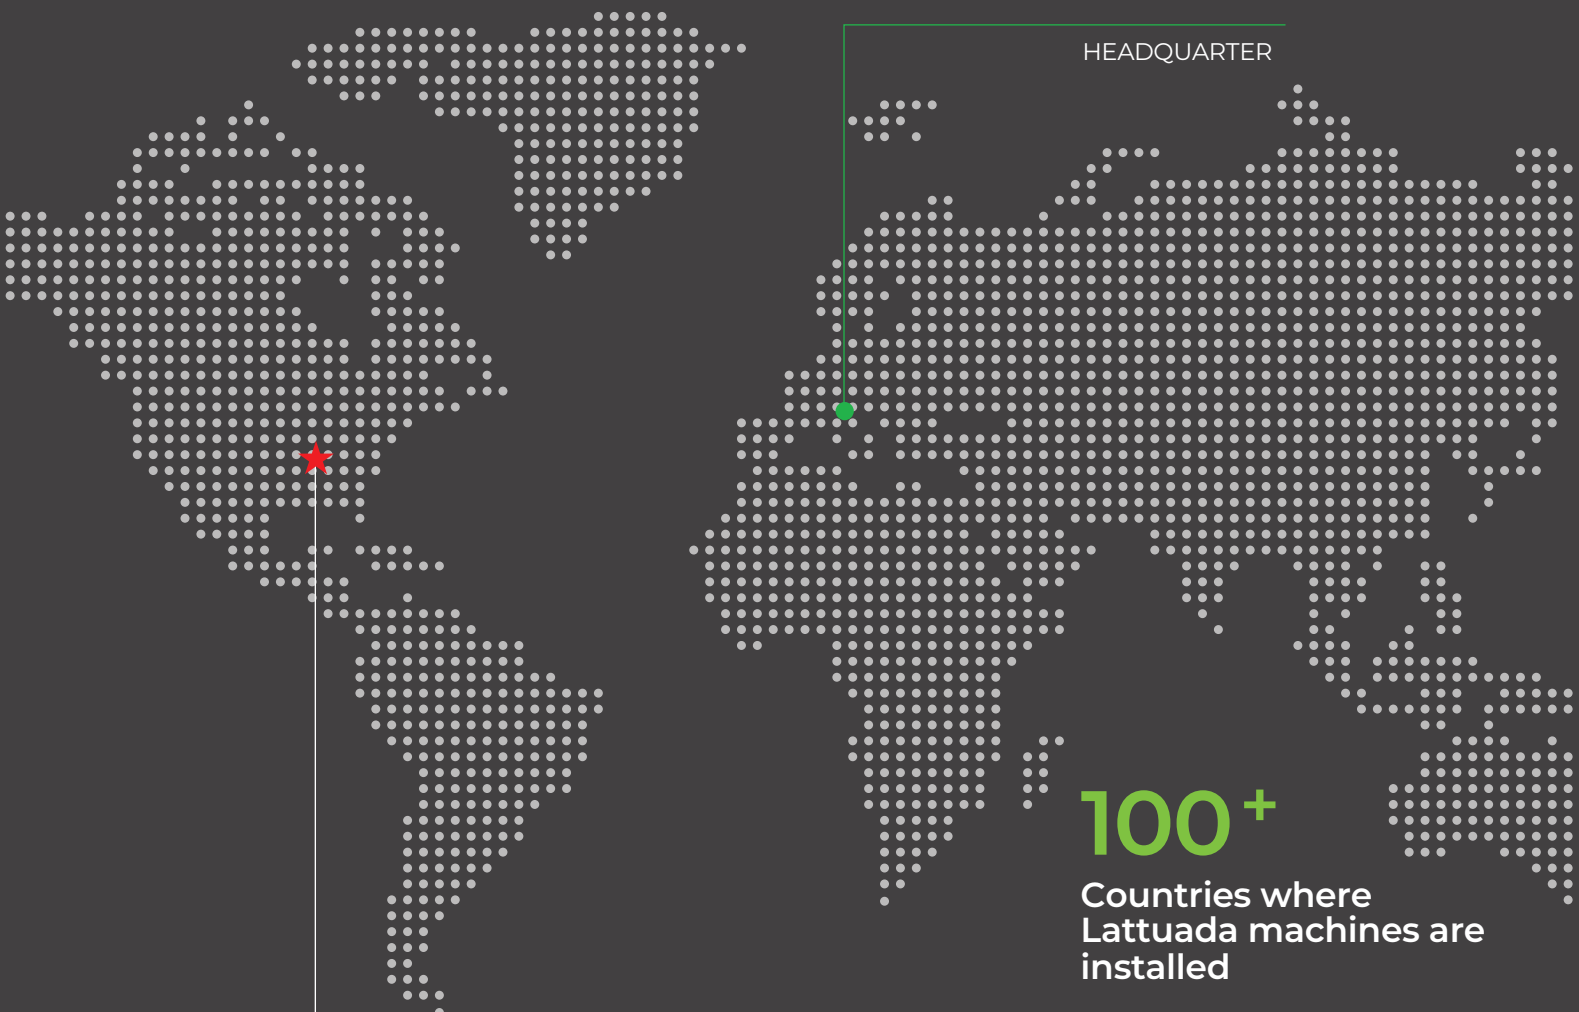 HEADQUARTER
100+
Countries where
Lattuada machines are
installed